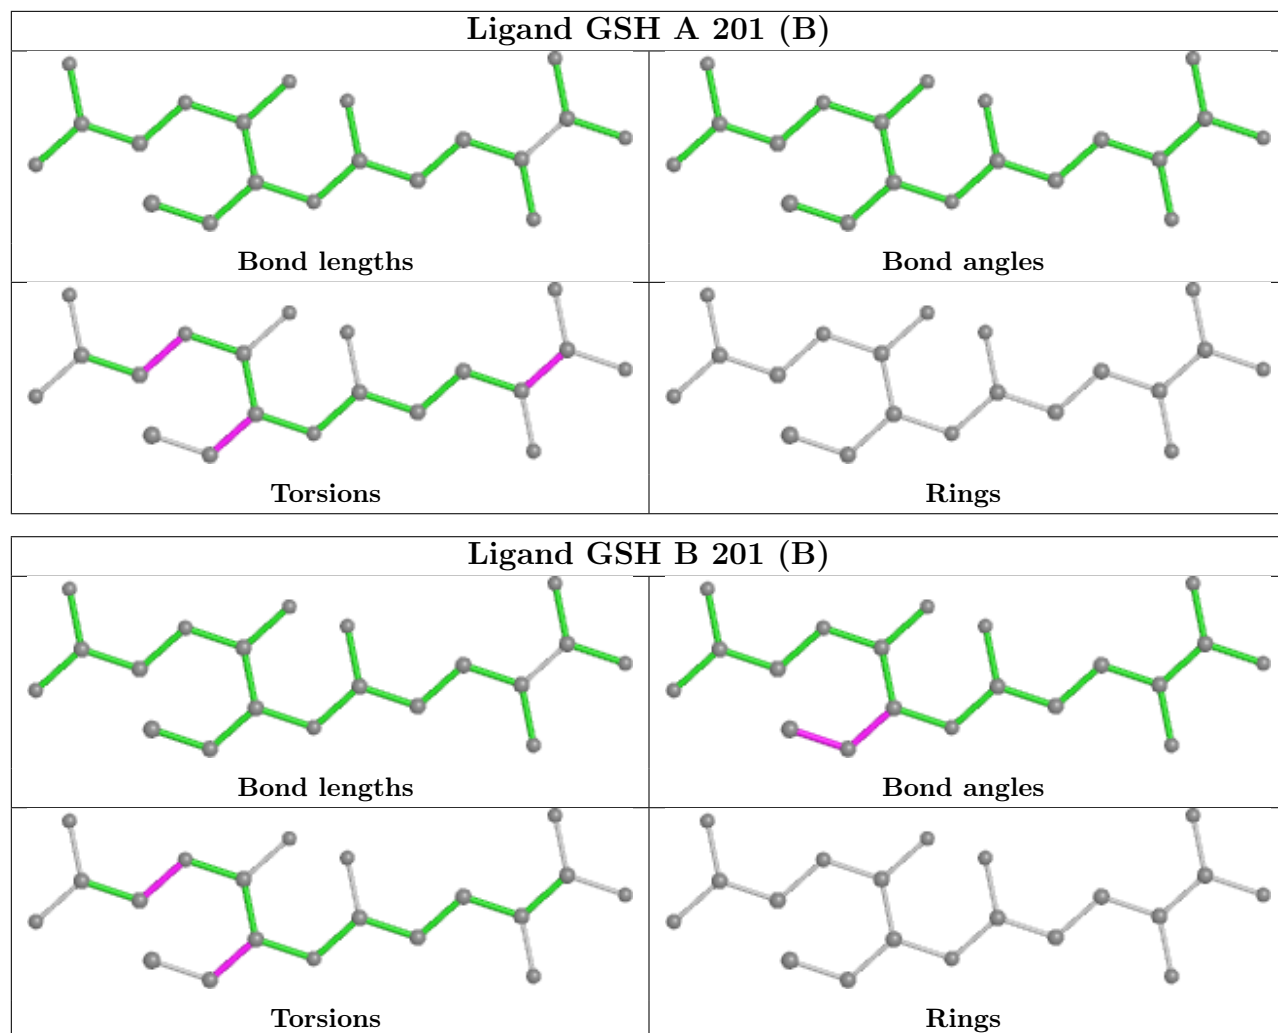 Ligand GSH A 201 (B)
Bond lengths
Bond angles
Torsions
Rings
Ligand GSH B 201 (B)
Bond lengths
Bond angles
Torsions
Rings